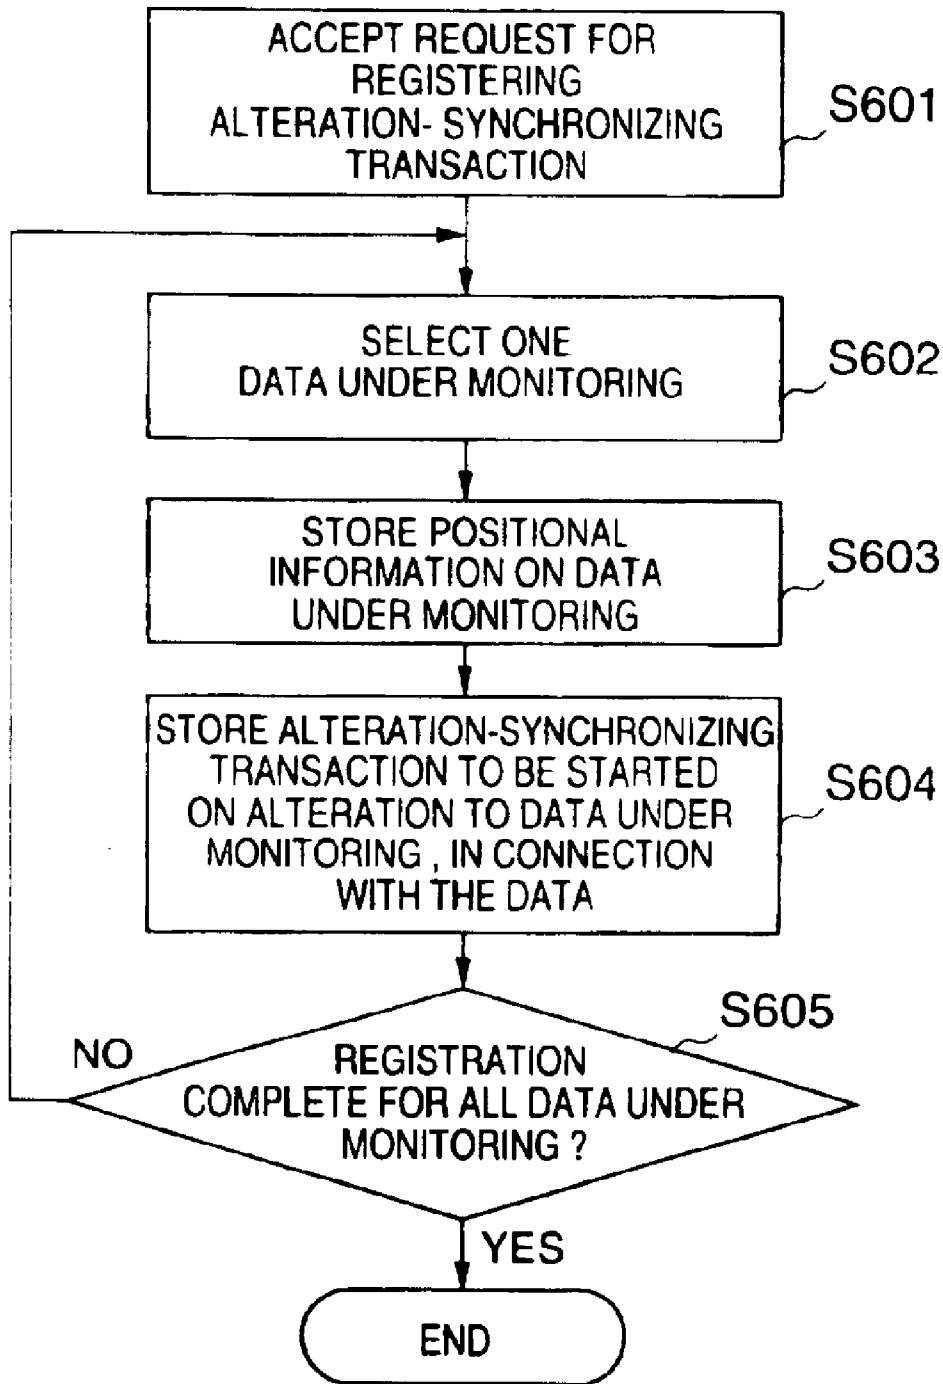 ACCEPT REQUEST FOR
REGISTERING
ALTERATION- SYNCHRONIZING
TRANSACTION
S601
SELECT ONE
DATA UNDER MONITORING
S602
STORE POSITIONAL
INFORMATION ON DATA
UNDER MONITORING
S603
STORE ALTERATION-SYNCHRONIZING
TRANSACTION TO BE STARTED
ON ALTERATION TO DATA UNDER
MONITORING , IN CONNECTION
WITH THE DATA
S604
S605
NO
REGISTRATION
COMPLETE FOR ALL DATA UNDER
MONITORING ?
YES
END